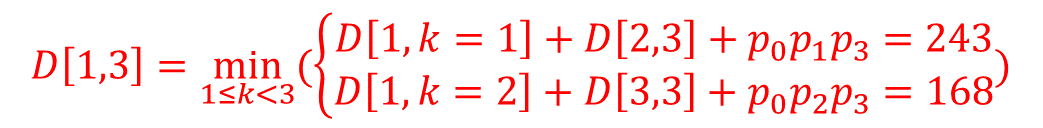 D[1,3] = min 1≤k<3 ({D[1, k = 1] + D[2,3] + p₀p₁p₃ = 243
D[1, k = 2] + D[3,3] + p₀p₂p₃ = 168)